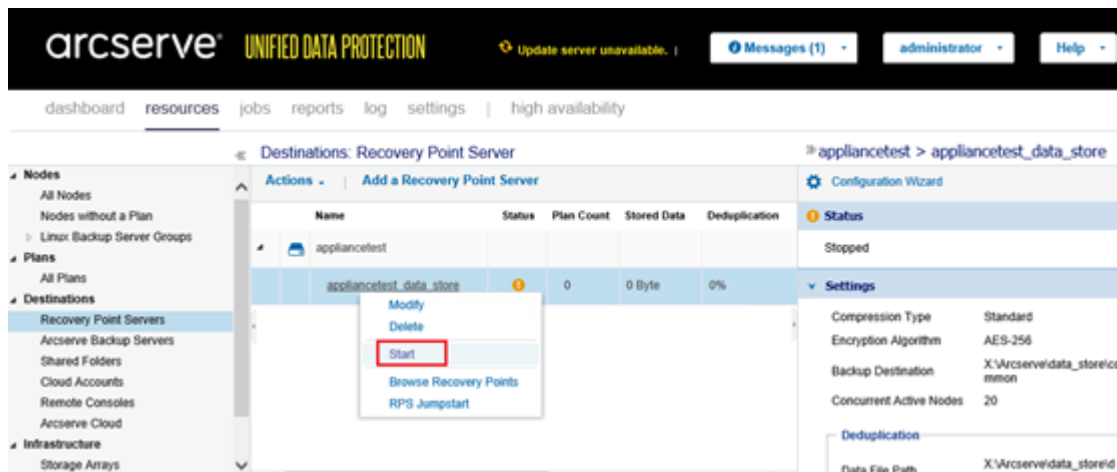 arcserve® UNIFIED DATA PROTECTION
Update server unavailable. |
Messages (1)
administrator
Help
dashboard resources jobs reports log settings | high availability
Destinations: Recovery Point Server
appliancetest > appliancetest_data_store
Nodes
All Nodes
Nodes without a Plan
Linux Backup Server Groups
Plans
All Plans
Destinations
Recovery Point Servers
Arcserve Backup Servers
Shared Folders
Cloud Accounts
Remote Consoles
Arcserve Cloud
Infrastructure
Storage Arrays
Actions | Add a Recovery Point Server
Name Status Plan Count Stored Data Deduplication
appliancetest
appliancetest_data_store 0 0 Byte 0%
Modify
Delete
Start
Browse Recovery Points
RPS Jumpstart
Configuration Wizard
Status
Stopped
Settings
Compression Type Standard
Encryption Algorithm AES-256
Backup Destination X:\Arcserve\data_store\co
mmon
Concurrent Active Nodes 20
Deduplication
Data File Path X:\Arcserve\data_store\d